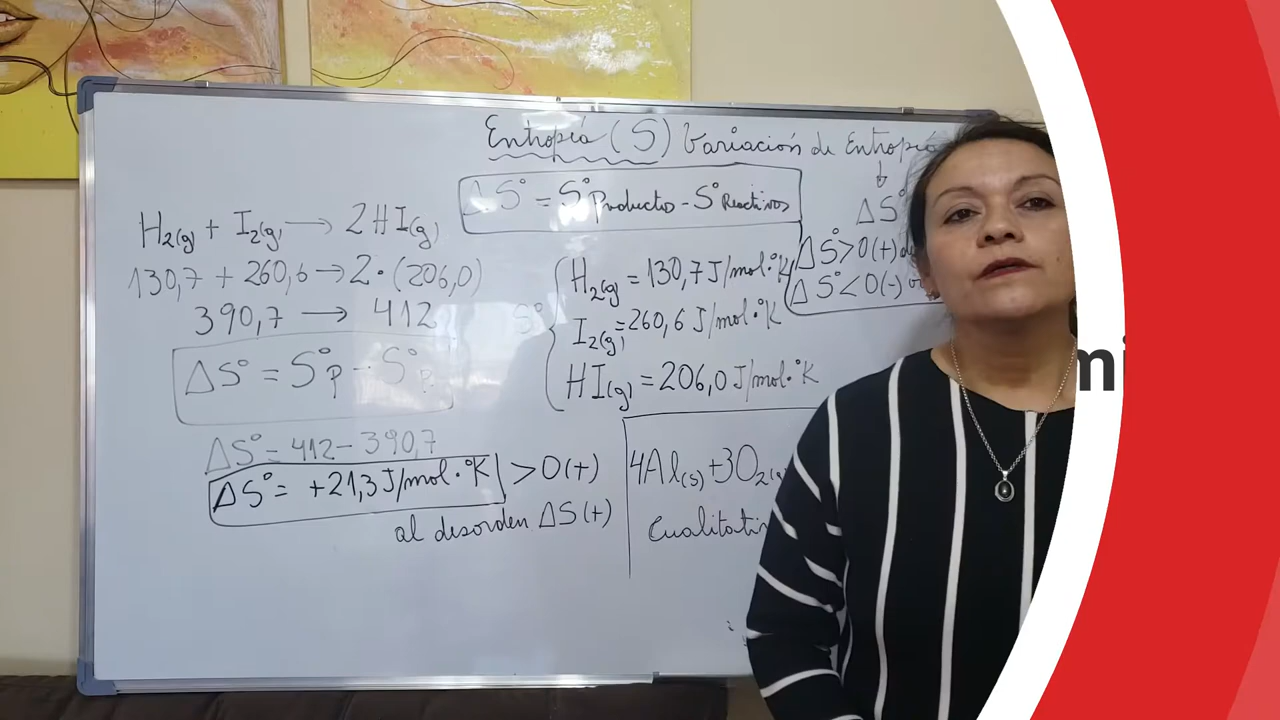 Entropía (S) Variación de Entropía
↓
ΔS° = S°Productos - S°Reactivos
ΔS°
ΔS° > 0 (+)
ΔS° < 0 (-)
H2(g) + I2(g) → 2HI(g)
130,7 + 260,6 → 2·(206,0)
390,7 → 412
ΔS° = S°p - S°
ΔS° = 412 - 390,7
ΔS° = +21,3 J/mol·°K > 0 (+)
al desorden ΔS (+)
S° { H2(g) = 130,7 J/mol·°K
I2(g) = 260,6 J/mol·°K
HI(g) = 206,0 J/mol·°K
4Al(s) + 3O2(g)
mi